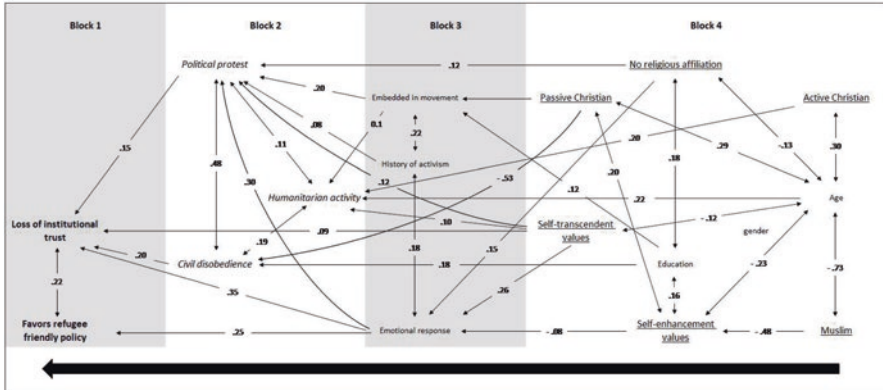 Block 1
Block 2
Block 3
Block 4
Political protest
.12
No religious affiliation
.20
Embedded in movement
Passive Christian
Active Christian
.08
0.1
.15
.11
.22
.20
-.13
.29
.30
.48
History of activism
-.53
.18
.12
.20
.12
.30
Humanitarian activity
.22
Age
.10
-.12
Loss of institutional
trust
.09
Self-transcendent
values
gender
.19
.18
.15
.20
Civil disobedience
.18
Education
-.23
-.73
.22
.35
.26
.16
Favors refugee
friendly policy
.25
Emotional response
-.08
Self-enhancement
values
-.48
Muslim